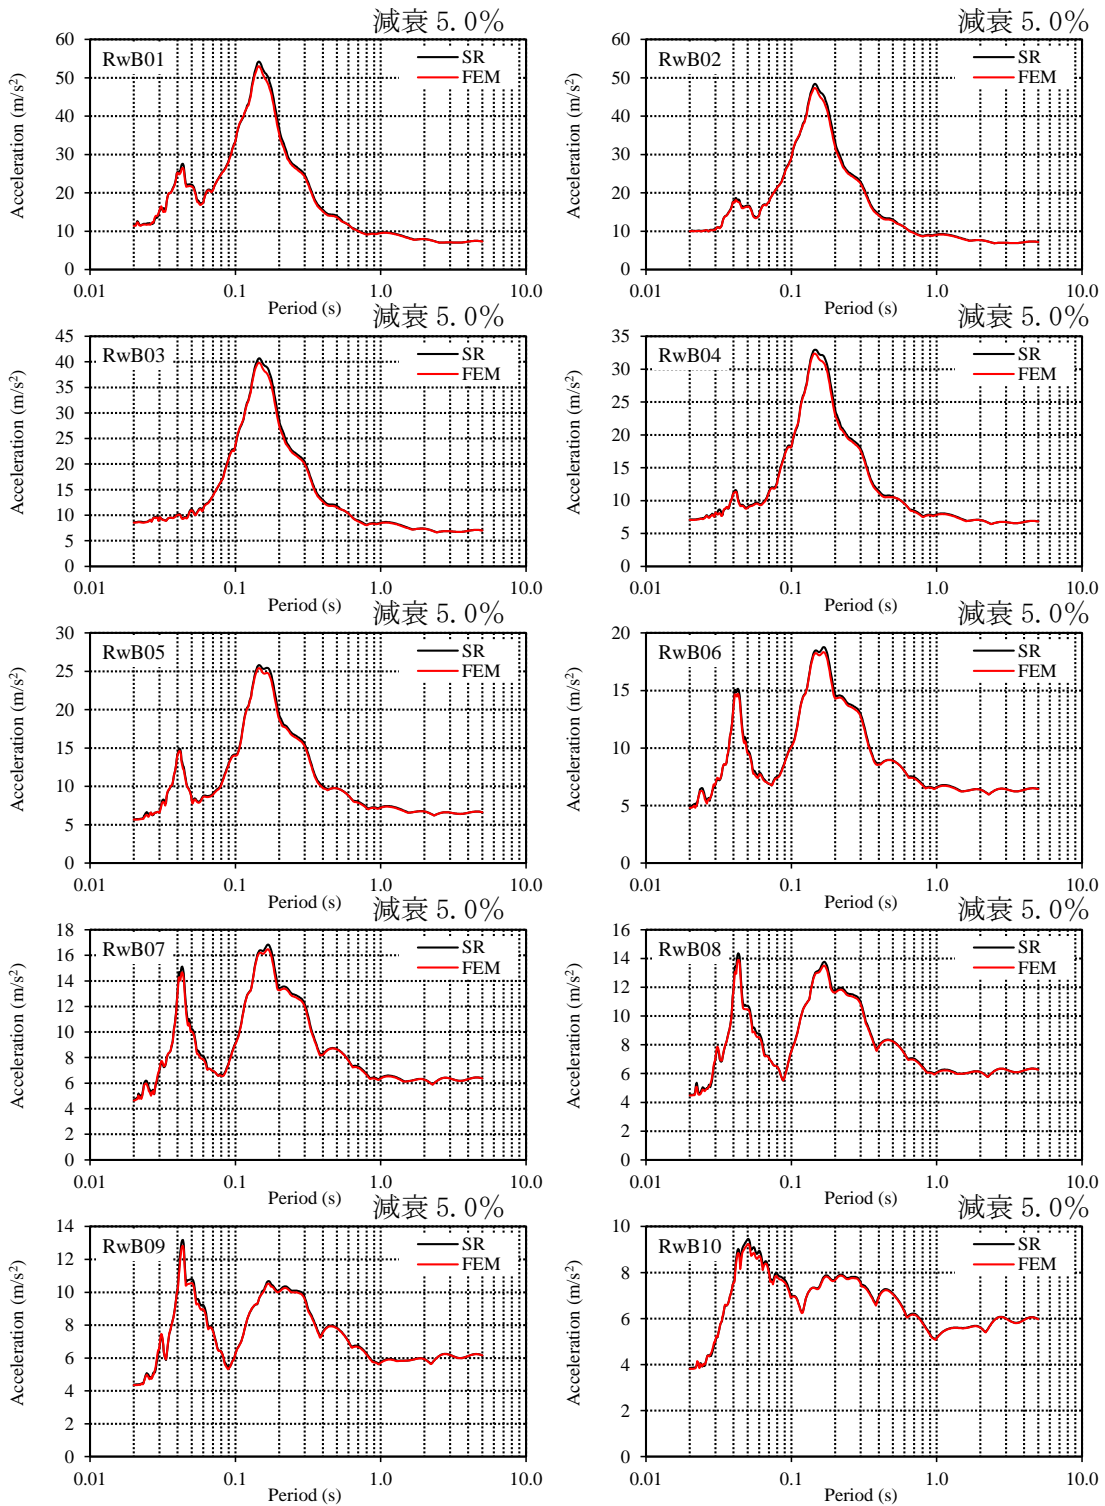 減衰 5.0%
減衰 5.0%
60
50
40
30
20
10
0
Acceleration (m/s²)
RwB01
SR
FEM
0.01
0.1
1.0
10.0
Period (s)
60
50
40
30
20
10
0
Acceleration (m/s²)
RwB02
SR
FEM
0.01
0.1
1.0
10.0
Period (s)
減衰 5.0%
減衰 5.0%
45
40
35
30
25
20
15
10
5
0
Acceleration (m/s²)
RwB03
SR
FEM
0.01
0.1
1.0
10.0
Period (s)
35
30
25
20
15
10
5
0
Acceleration (m/s²)
RwB04
SR
FEM
0.01
0.1
1.0
10.0
Period (s)
減衰 5.0%
減衰 5.0%
30
25
20
15
10
5
0
Acceleration (m/s²)
RwB05
SR
FEM
0.01
0.1
1.0
10.0
Period (s)
20
15
10
5
0
Acceleration (m/s²)
RwB06
SR
FEM
0.01
0.1
1.0
10.0
Period (s)
減衰 5.0%
減衰 5.0%
18
16
14
12
10
8
6
4
2
0
Acceleration (m/s²)
RwB07
SR
FEM
0.01
0.1
1.0
10.0
Period (s)
16
14
12
10
8
6
4
2
0
Acceleration (m/s²)
RwB08
SR
FEM
0.01
0.1
1.0
10.0
Period (s)
減衰 5.0%
減衰 5.0%
14
12
10
8
6
4
2
0
Acceleration (m/s²)
RwB09
SR
FEM
0.01
0.1
1.0
10.0
Period (s)
10
8
6
4
2
0
Acceleration (m/s²)
RwB10
SR
FEM
0.01
0.1
1.0
10.0
Period (s)